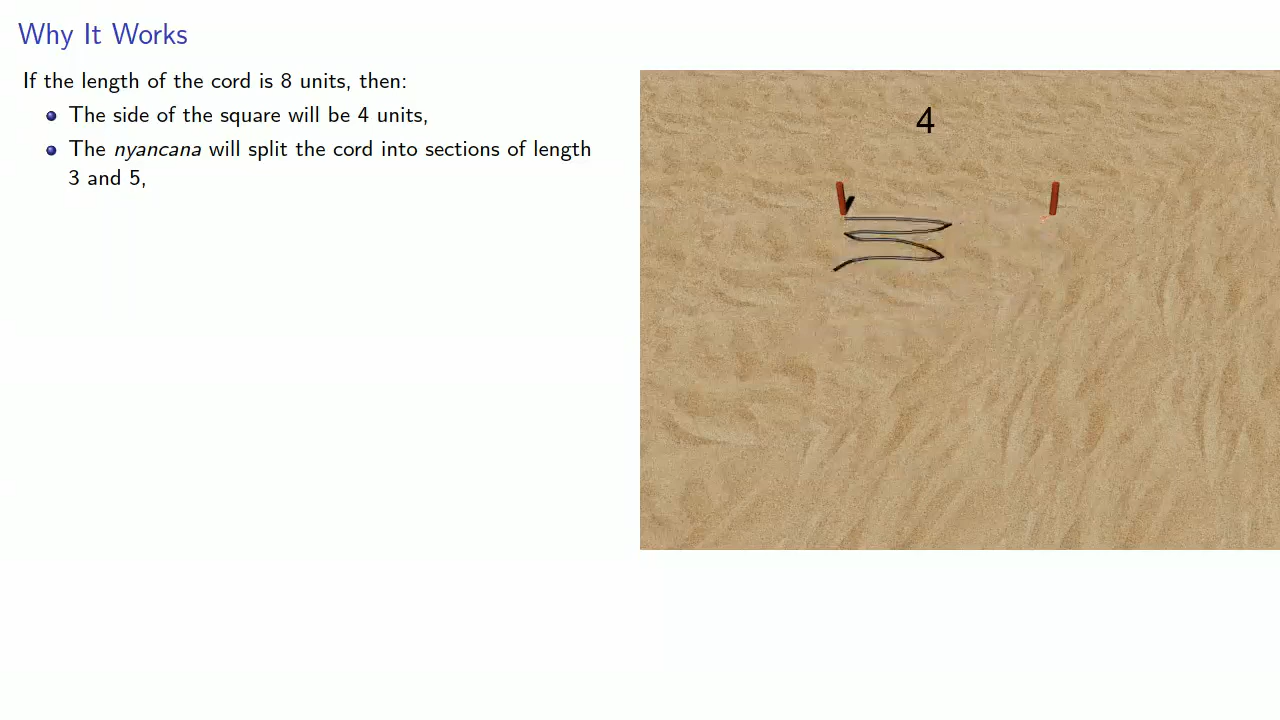 Why It Works
If the length of the cord is 8 units, then:
The side of the square will be 4 units,
The nyancana will split the cord into sections of length
3 and 5,
4